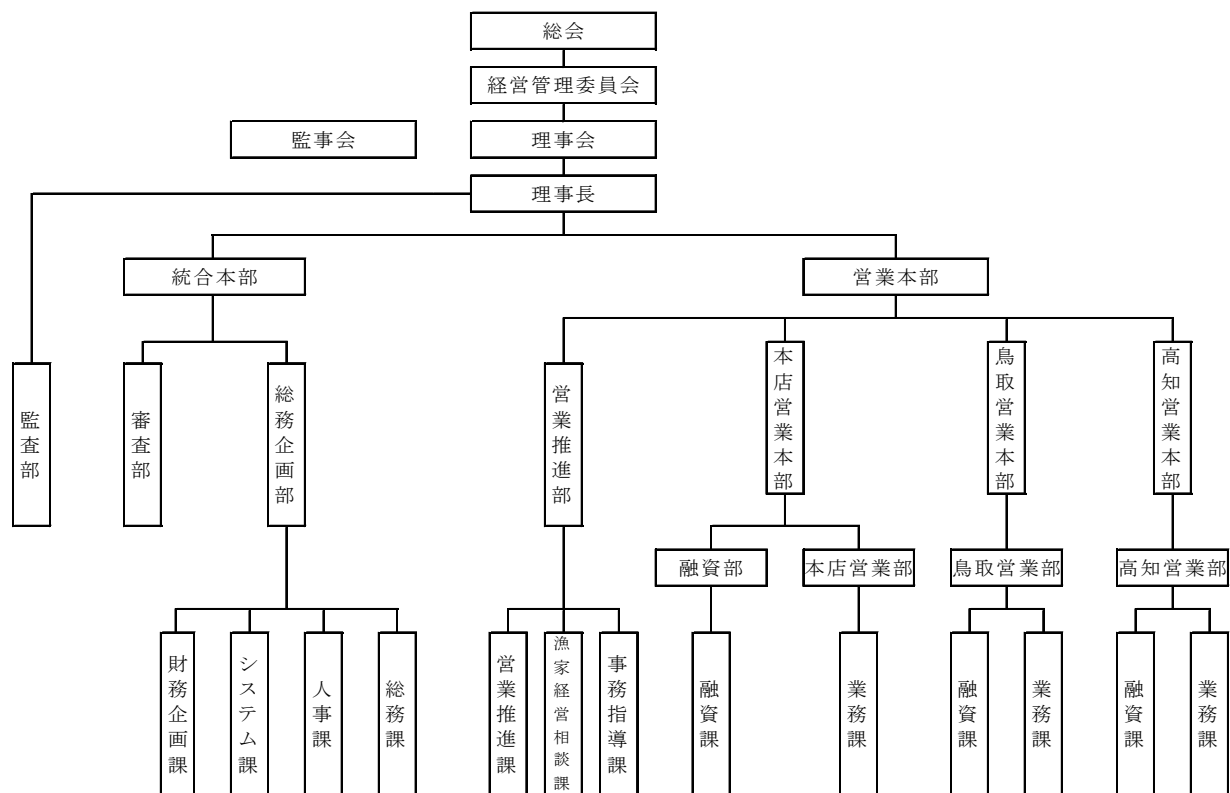 総会
経営管理委員会
監事会
理事会
理事長
統合本部
営業本部
監査部
審査部
総務企画部
営業推進部
本店営業本部
鳥取営業本部
高知営業本部
融資部
本店営業部
鳥取営業部
高知営業部
財務企画課
システム課
人事課
総務課
営業推進課
漁家経営相談課
事務指導課
融資課
業務課
融資課
業務課
融資課
業務課